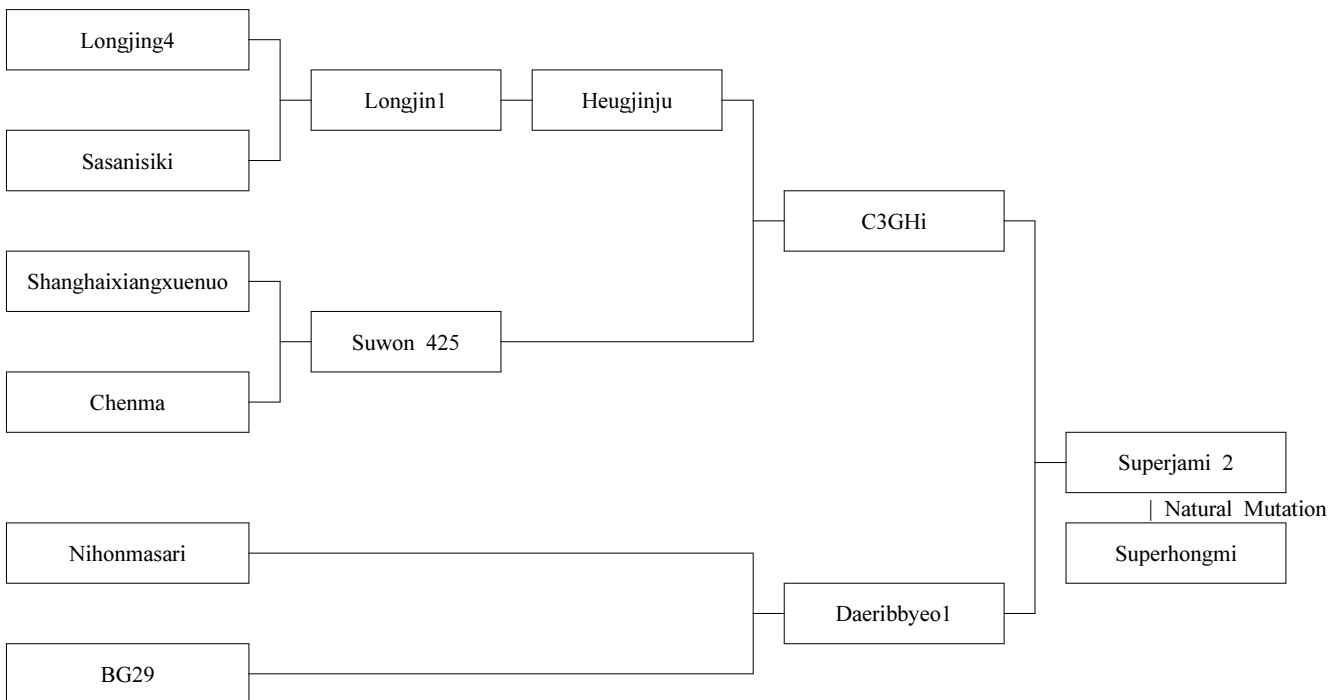 Longjing4
Longjin1
Heugjinju
Sasanisiki
C3GHi
Shanghaixiangxuenuo
Suwon 425
Chenma
Superjami 2
| Natural Mutation
Nihonmasari
Superhongmi
Daeribbyeo1
BG29